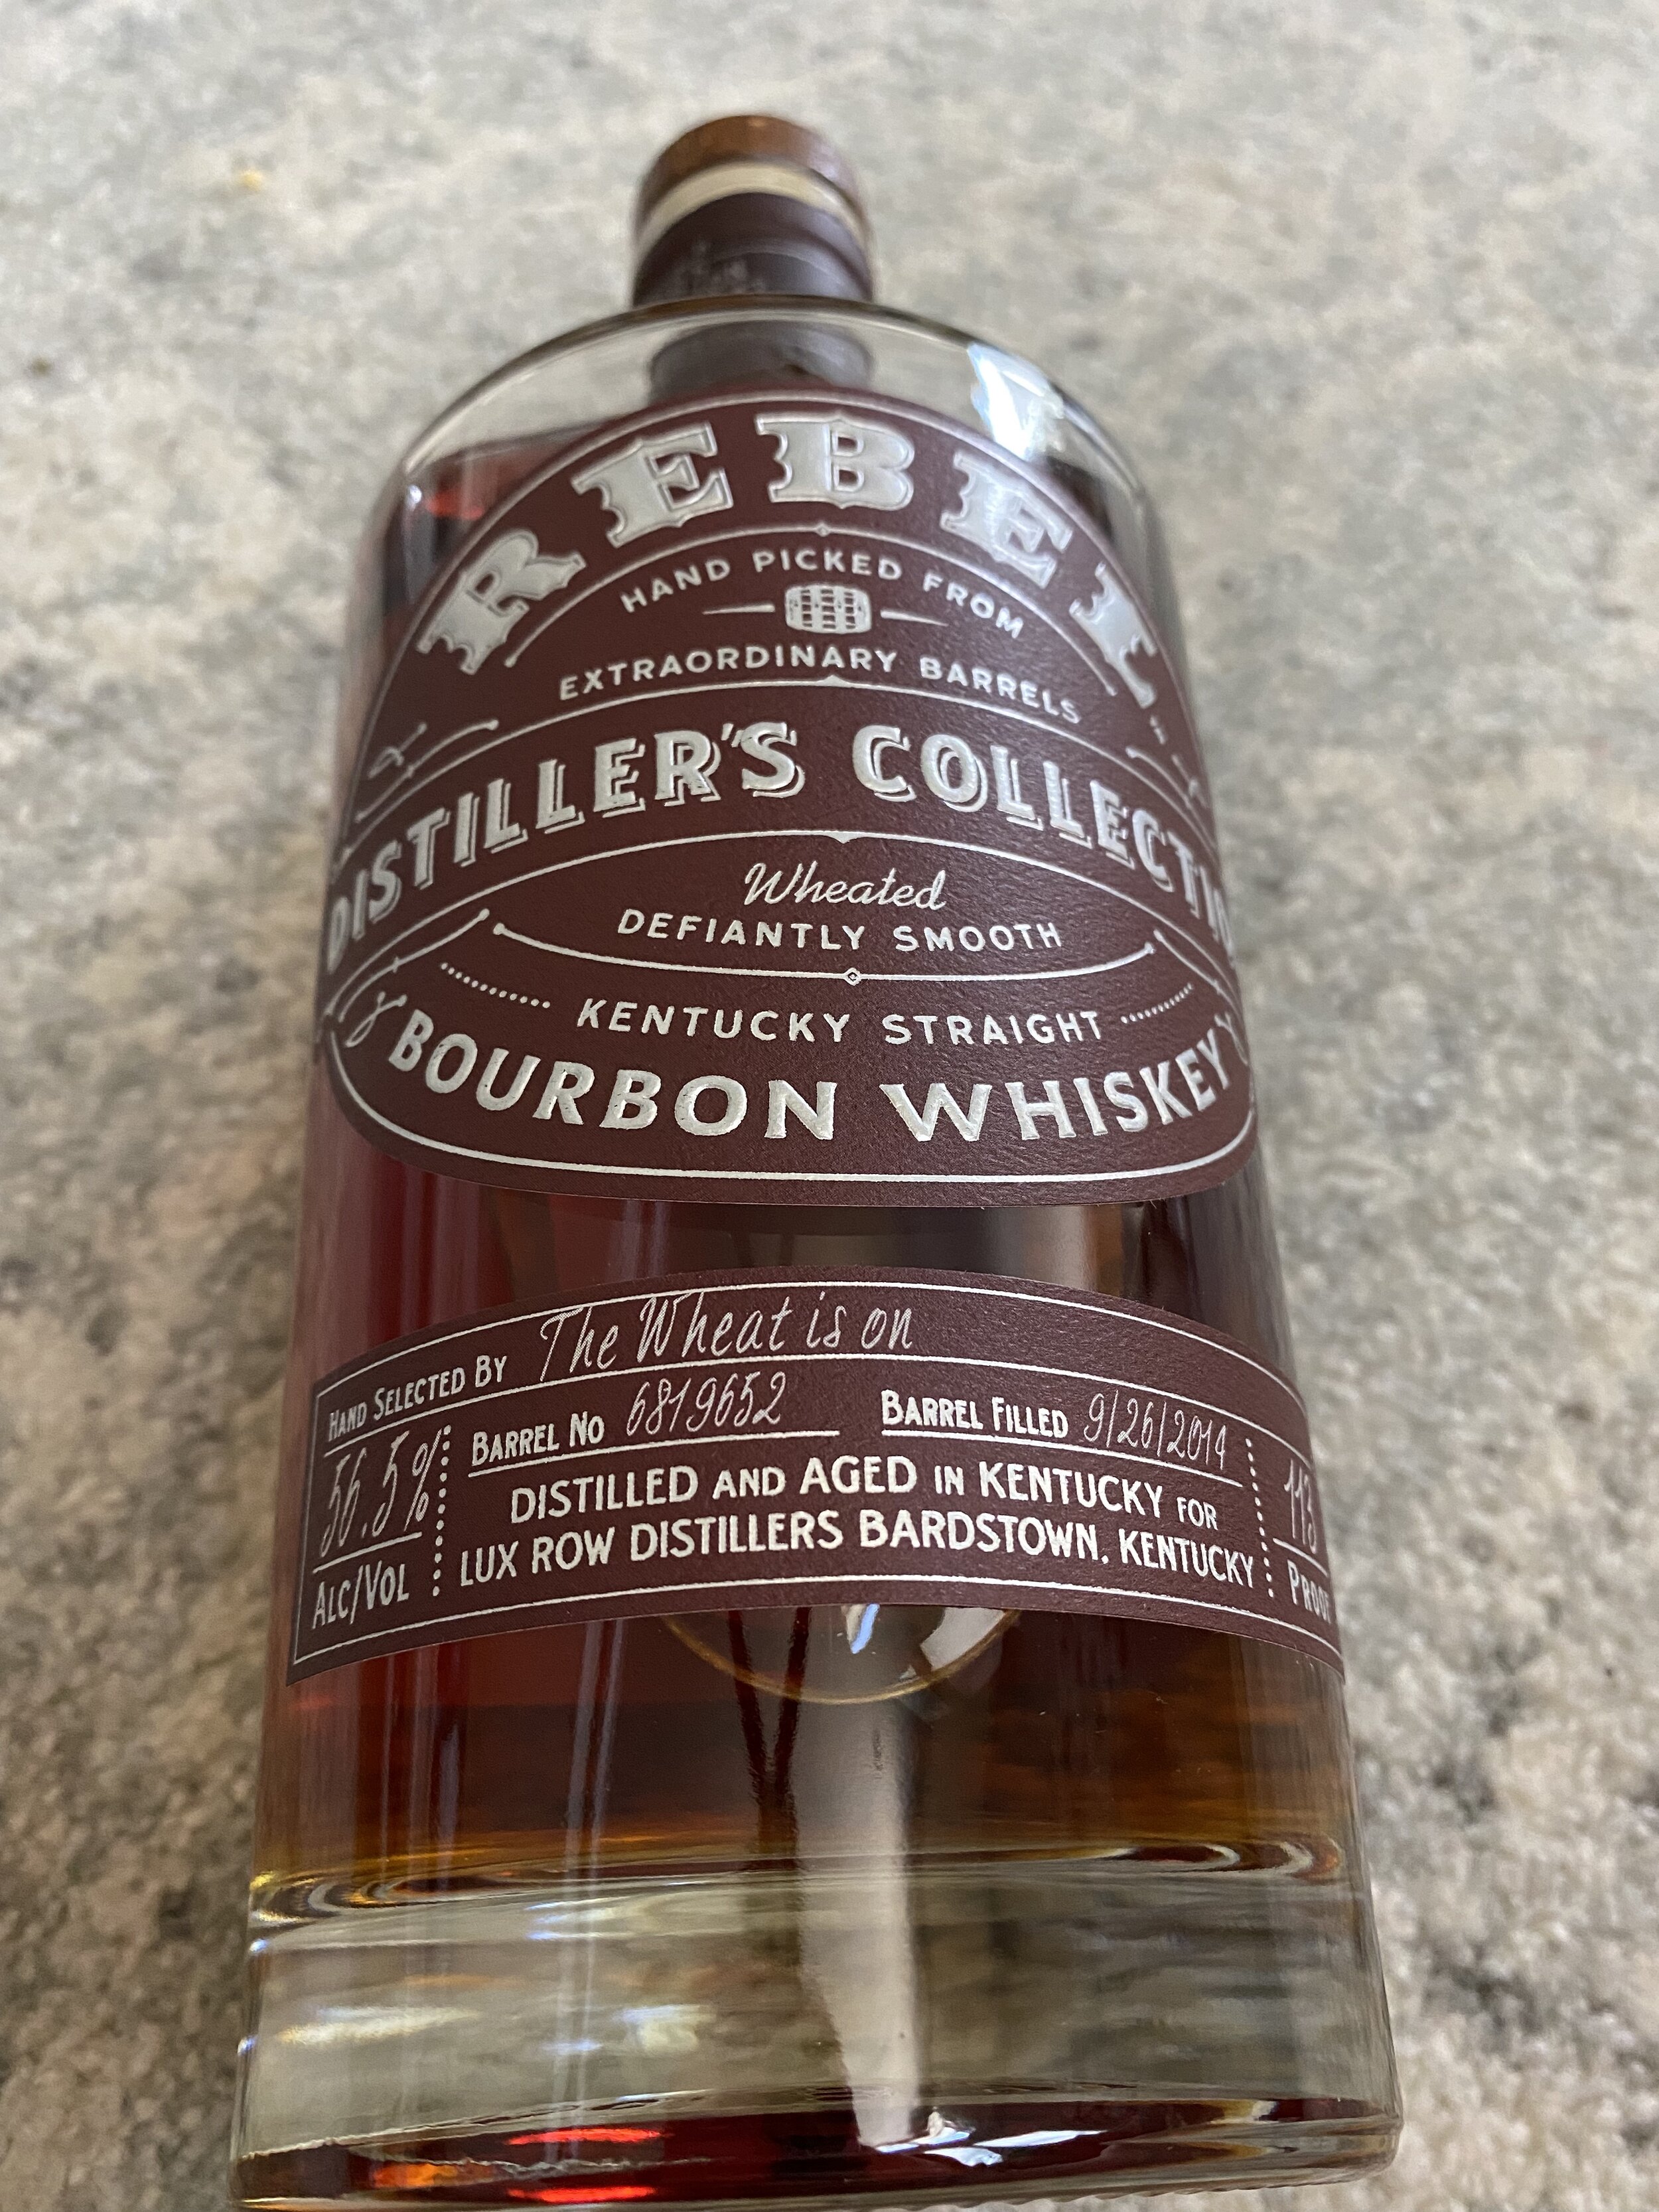 REBEL
HAND PICKED FROM
EXTRAORDINARY BARRELS
DISTILLER'S COLLECTIO
Wheated
DEFIANTLY SMOOTH
KENTUCKY STRAIGHT
BOURBON WHISKEY
HAND SELECTED BY The Wheat is on
BARREL NO 6819652 BARREL FILLED 9/26/2014
56.5%
ALC/VOL
DISTILLED AND AGED IN KENTUCKY FOR
LUX ROW DISTILLERS BARDSTOWN, KENTUCKY
113
PROOF